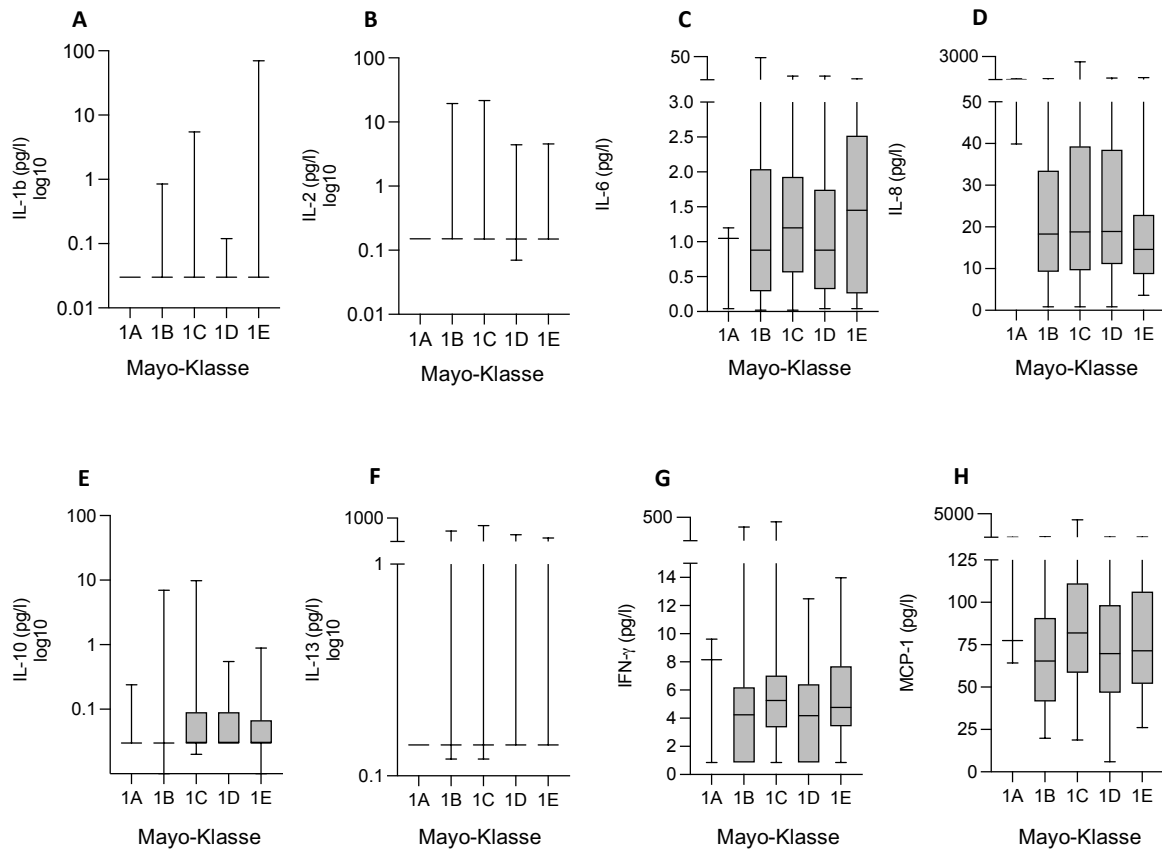 A
IL-1b (pg/l)
log10
100
10
1
0.1
0.01
1A 1B 1C 1D 1E
Mayo-Klasse
B
IL-2 (pg/l)
log10
100
10
1
0.1
0.01
1A 1B 1C 1D 1E
Mayo-Klasse
C
IL-6 (pg/l)
50
3.0
2.5
2.0
1.5
1.0
0.5
0.0
1A 1B 1C 1D 1E
Mayo-Klasse
D
IL-8 (pg/l)
3000
50
40
30
20
10
0
1A 1B 1C 1D 1E
Mayo-Klasse
E
IL-10 (pg/l)
log10
100
10
1
0.1
1A 1B 1C 1D 1E
Mayo-Klasse
F
IL-13 (pg/l)
log10
1000
1
0.1
1A 1B 1C 1D 1E
Mayo-Klasse
G
IFN-γ (pg/l)
500
14
12
10
8
6
4
2
0
1A 1B 1C 1D 1E
Mayo-Klasse
H
MCP-1 (pg/l)
5000
125
100
75
50
25
0
1A 1B 1C 1D 1E
Mayo-Klasse